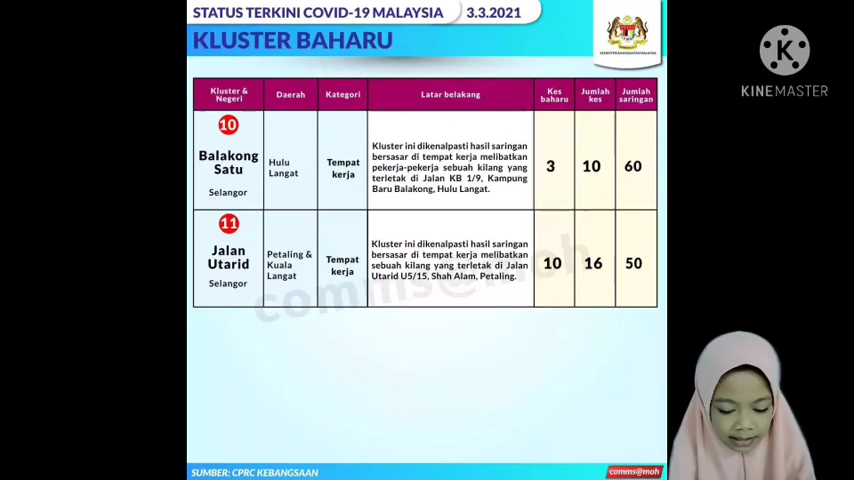 STATUS TERKINI COVID-19 MALAYSIA 3.3.2021
KLUSTER BAHARU
KINEMASTER
Kluster & Negeri
Daerah
Kategori
Latar belakang
Kes baharu
Jumlah kes
Jumlah saringan
10
Balakong
Satu
Selangor
Hulu
Langat
Tempat
kerja
Kluster ini dikenalpasti hasil saringan
bersasar di tempat kerja melibatkan
pekerja-pekerja sebuah kilang yang
terletak di Jalan KB 1/9, Kampung
Baru Balakong, Hulu Langat.
3
10
60
11
Jalan
Utarid
Selangor
Petaling &
Kuala
Langat
Tempat
kerja
Kluster ini dikenalpasti hasil saringan
bersasar di tempat kerja melibatkan
sebuah kilang yang terletak di Jalan
Utarid U5/15, Shah Alam, Petaling.
10
16
50
comms@moh
SUMBER: CPRC KEBANGSAAN
comms@moh